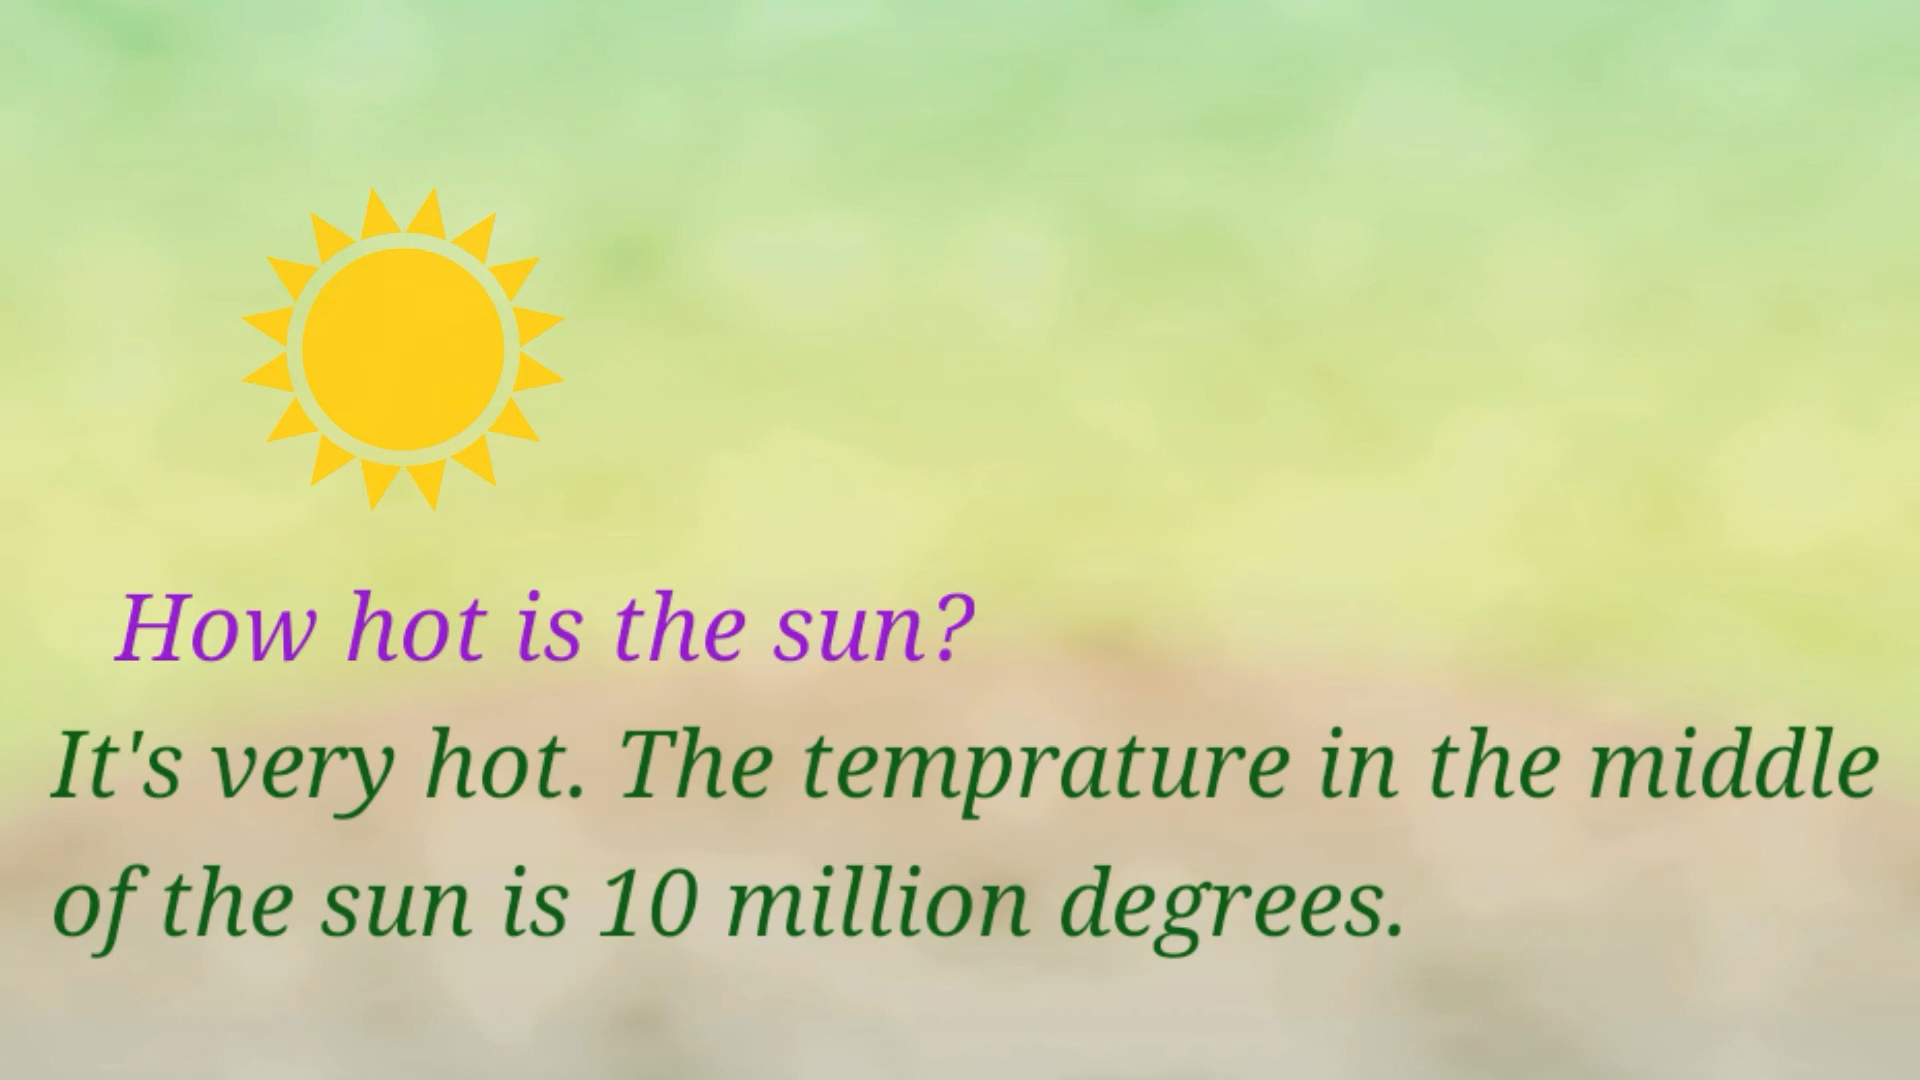 How hot is the sun?
It's very hot. The temprature in the middle
of the sun is 10 million degrees.